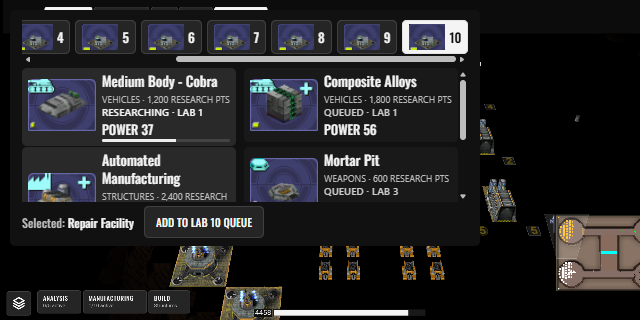 4
5
6
7
8
9
10
Medium Body - Cobra
VEHICLES - 1,200 RESEARCH PTS
RESEARCHING - LAB 1
POWER 37
Composite Alloys
VEHICLES - 1,800 RESEARCH PTS
QUEUED - LAB 1
POWER 56
Automated
Manufacturing
STRUCTURES - 2,400 RESEARCH
Mortar Pit
WEAPONS - 600 RESEARCH PTS
QUEUED - LAB 3
Selected: Repair Facility
ADD TO LAB 10 QUEUE
ANALYSIS
MANUFACTURING
BUILD
Structures
4458